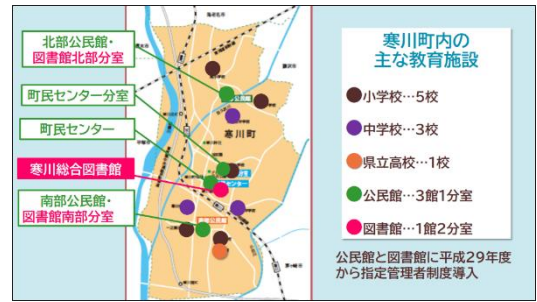 北部公民館・
図書館北部分室
町民センター分室
町民センター
寒川総合図書館
南部公民館・
図書館南部分室
寒川町
寒川町内の
主な教育施設
小学校…5校
中学校…3校
県立高校…1校
公民館…3館1分室
図書館…1館2分室
公民館と図書館に平成29年度
から指定管理者制度導入